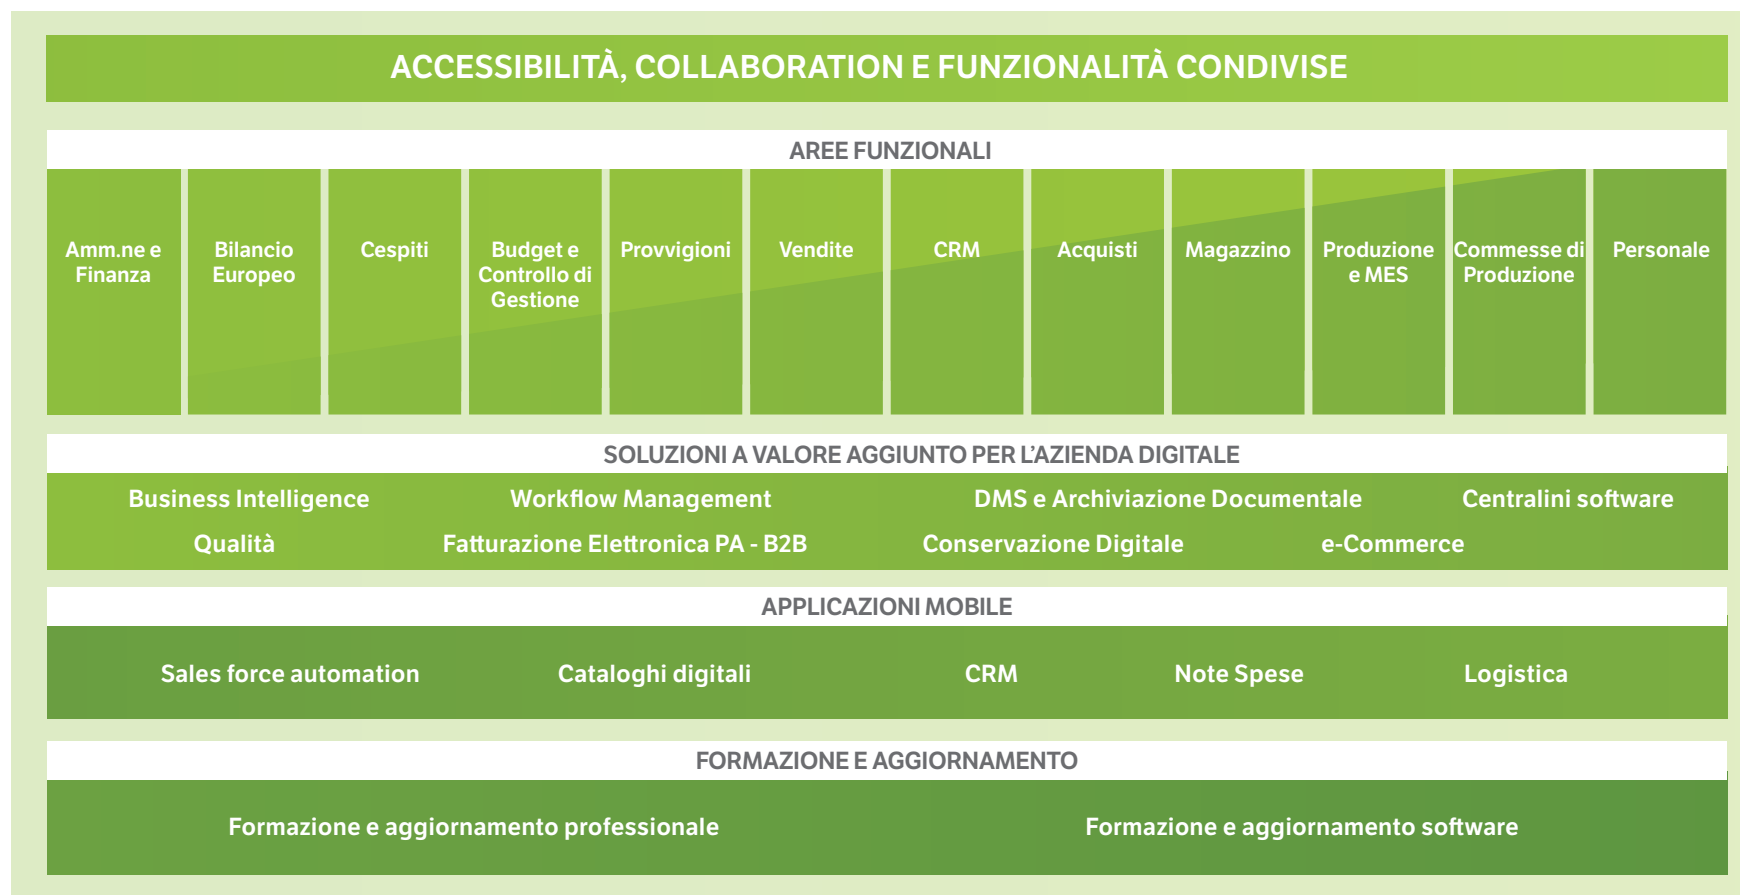 ACCESSIBILITÀ, COLLABORATION E FUNZIONALITÀ CONDIVISE
AREE FUNZIONALI
Amm.ne e
Finanza
Bilancio
Europeo
Cespiti
Budget e
Controllo di
Gestione
Provvigioni
Vendite
CRM
Acquisti
Magazzino
Produzione
e MES
Commesse di
Produzione
Personale
SOLUZIONI A VALORE AGGIUNTO PER L'AZIENDA DIGITALE
Business Intelligence
Workflow Management
DMS e Archiviazione Documentale
Centralini software
Qualità
Fatturazione Elettronica PA - B2B
Conservazione Digitale
e-Commerce
APPLICAZIONI MOBILE
Sales force automation
Cataloghi digitali
CRM
Note Spese
Logistica
FORMAZIONE E AGGIORNAMENTO
Formazione e aggiornamento professionale
Formazione e aggiornamento software